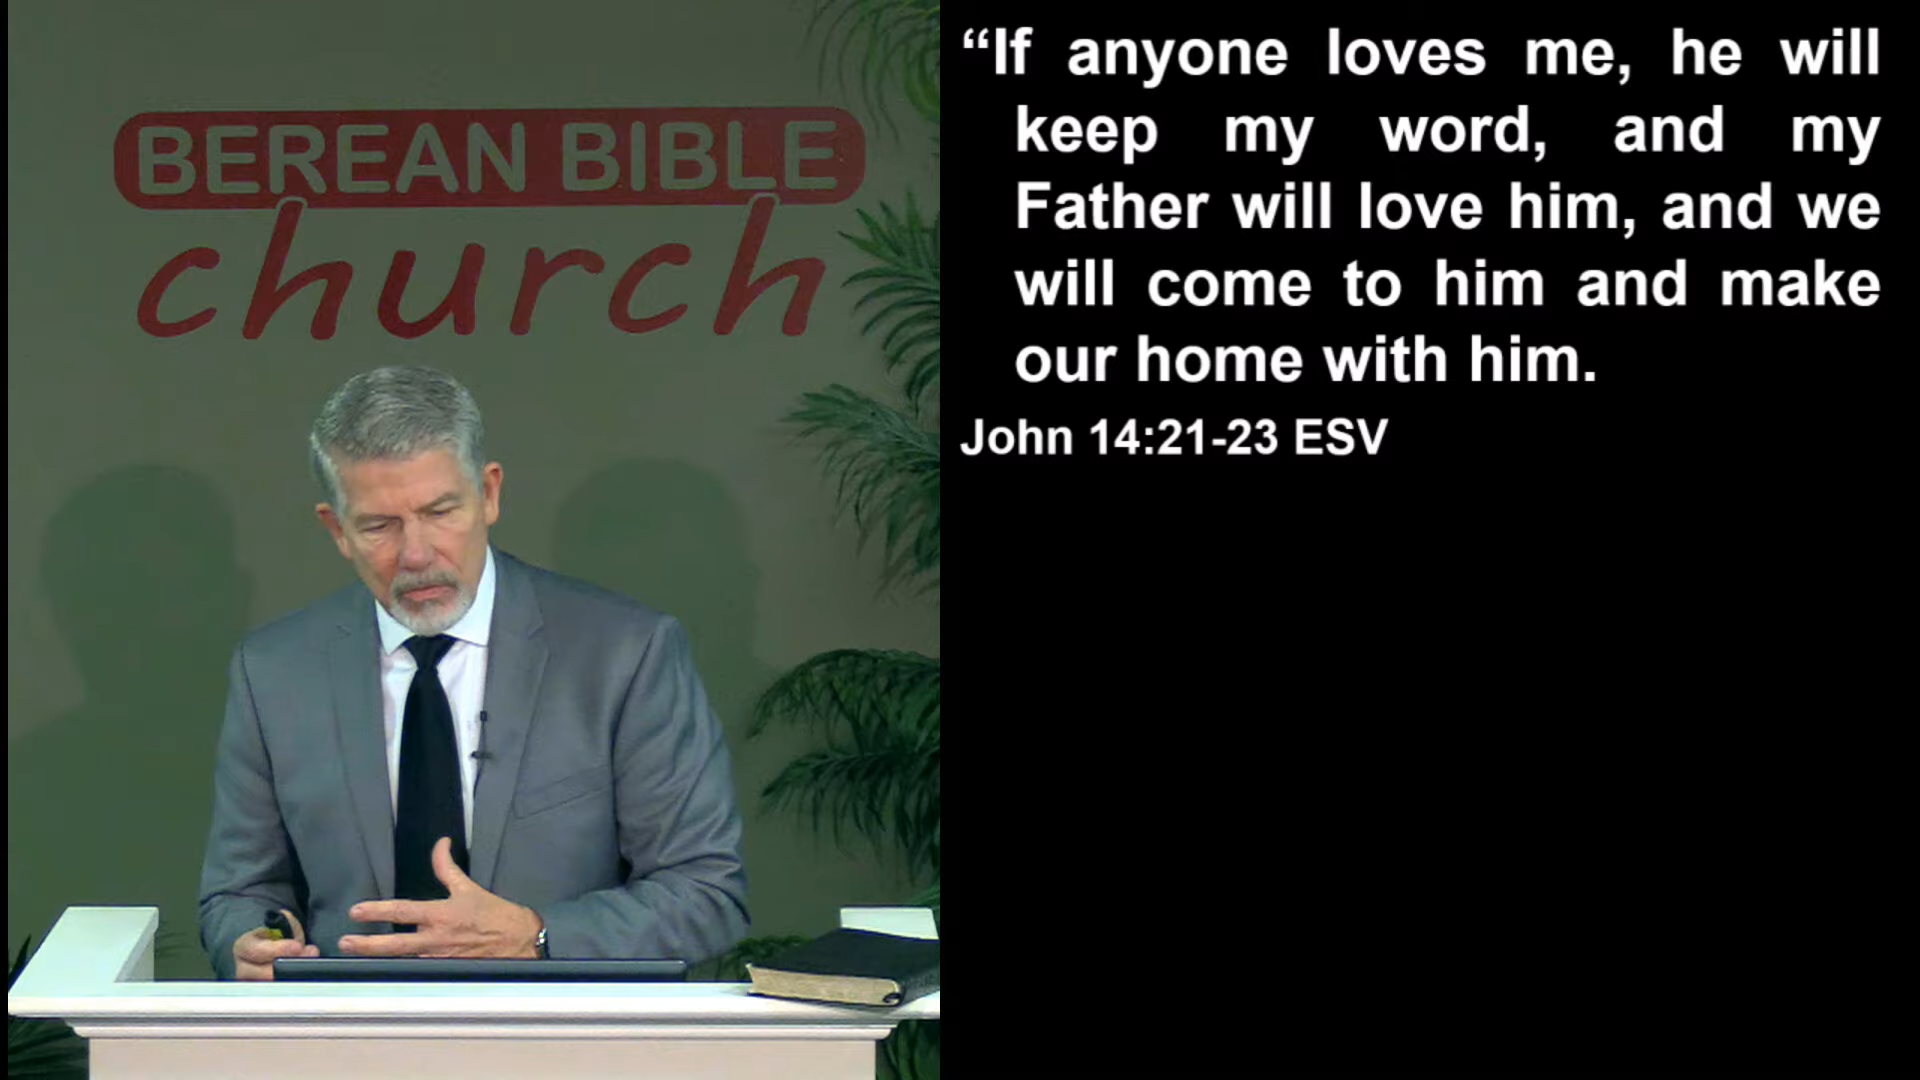 BEREAN BIBLE
church
“If anyone loves me, he will
keep my word, and my
Father will love him, and we
will come to him and make
our home with him.
John 14:21-23 ESV